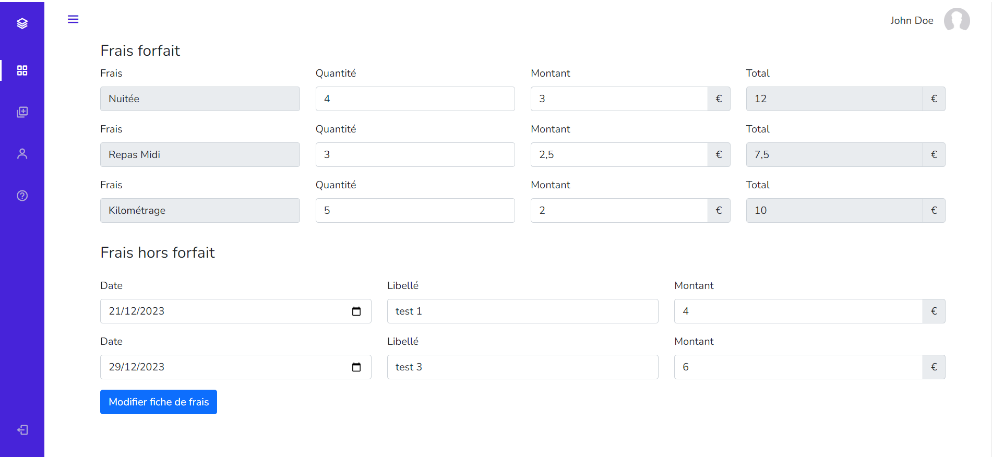 John Doe
Frais forfait
Frais Quantité Montant Total
Nuitée 4 3 € 12 €
Frais Quantité Montant Total
Repas Midi 3 2,5 € 7,5 €
Frais Quantité Montant Total
Kilométrage 5 2 € 10 €
Frais hors forfait
Date Libellé Montant
21/12/2023 test 1 4 €
Date Libellé Montant
29/12/2023 test 3 6 €
Modifier fiche de frais